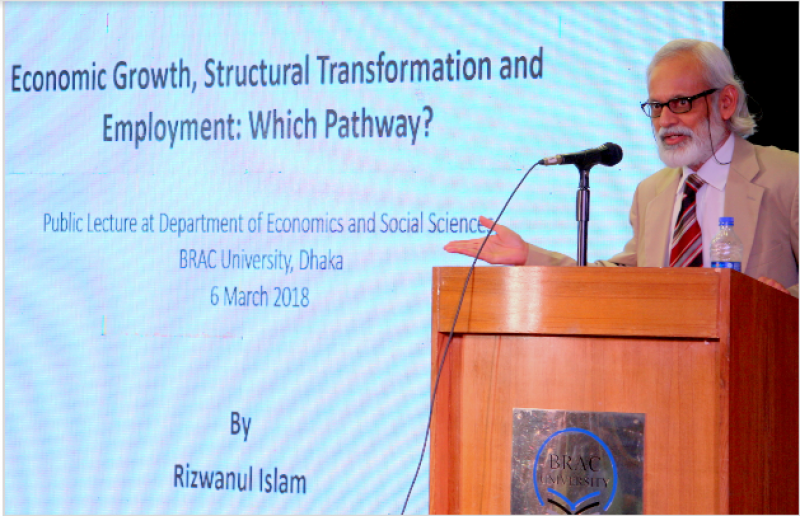 Economic Growth, Structural Transformation and
Employment: Which Pathway?
Public Lecture at Department of Economics and Social Science,
BRAC University, Dhaka
6 March 2018
By
Rizwanul Islam
BRAC
UNIVERSITY